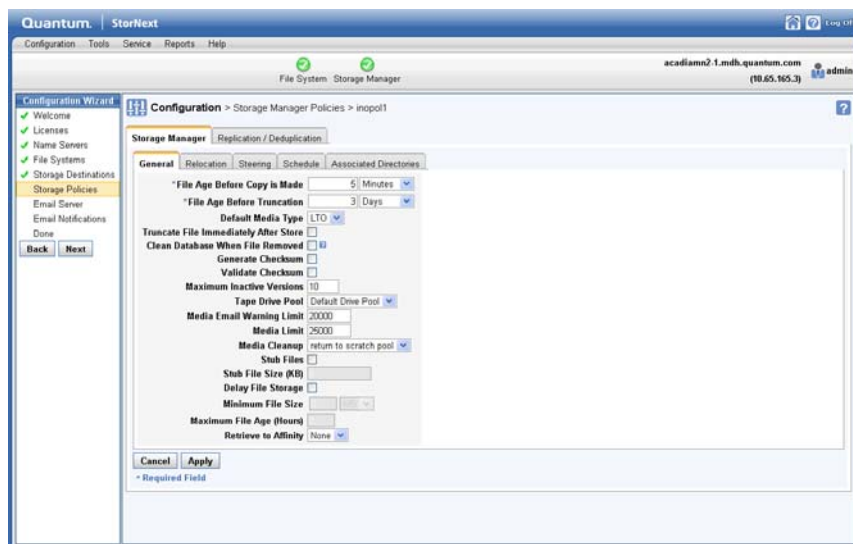 Quantum. StorNext
Log Off
Configuration Tools Service Reports Help
File System Storage Manager
acadiamn2-1.mdh.quantum.com
(10.65.165.3)
admin
Configuration Wizard
Welcome
Licenses
Name Servers
File Systems
Storage Destinations
Storage Policies
Email Server
Email Notifications
Done
Back Next
Configuration > Storage Manager Policies > inopol1
Storage Manager Replication / Deduplication
General Relocation Steering Schedule Associated Directories
*File Age Before Copy is Made 5 Minutes
*File Age Before Truncation 3 Days
Default Media Type LTO
Truncate File Immediately After Store
Clean Database When File Removed
Generate Checksum
Validate Checksum
Maximum Inactive Versions 10
Tape Drive Pool Default Drive Pool
Media Email Warning Limit 20000
Media Limit 25000
Media Cleanup return to scratch pool
Stub Files
Stub File Size (KB)
Delay File Storage
Minimum File Size
Maximum File Age (Hours)
Retrieve to Affinity None
Cancel Apply
* Required Field